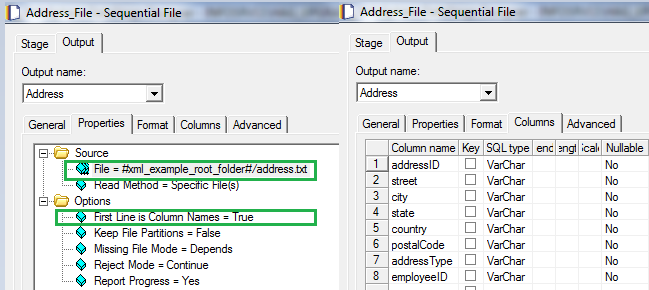 Address_File - Sequential File
Stage Output
Output name:
Address
General Properties Format Columns Advanced
Source
File = #xml_example_root_folder#/address.txt
Read Method = Specific File(s)
Options
First Line is Column Names = True
Keep File Partitions = False
Missing File Mode = Depends
Reject Mode = Continue
Report Progress = Yes
Address_File - Sequential File
Stage Output
Output name:
Address
General Properties Format Columns Advanced
Column name Key SQL type Nullable
1 addressID VarChar No
2 street VarChar No
3 city VarChar No
4 state VarChar No
5 country VarChar No
6 postalCode VarChar No
7 addressType VarChar No
8 employeeID VarChar No